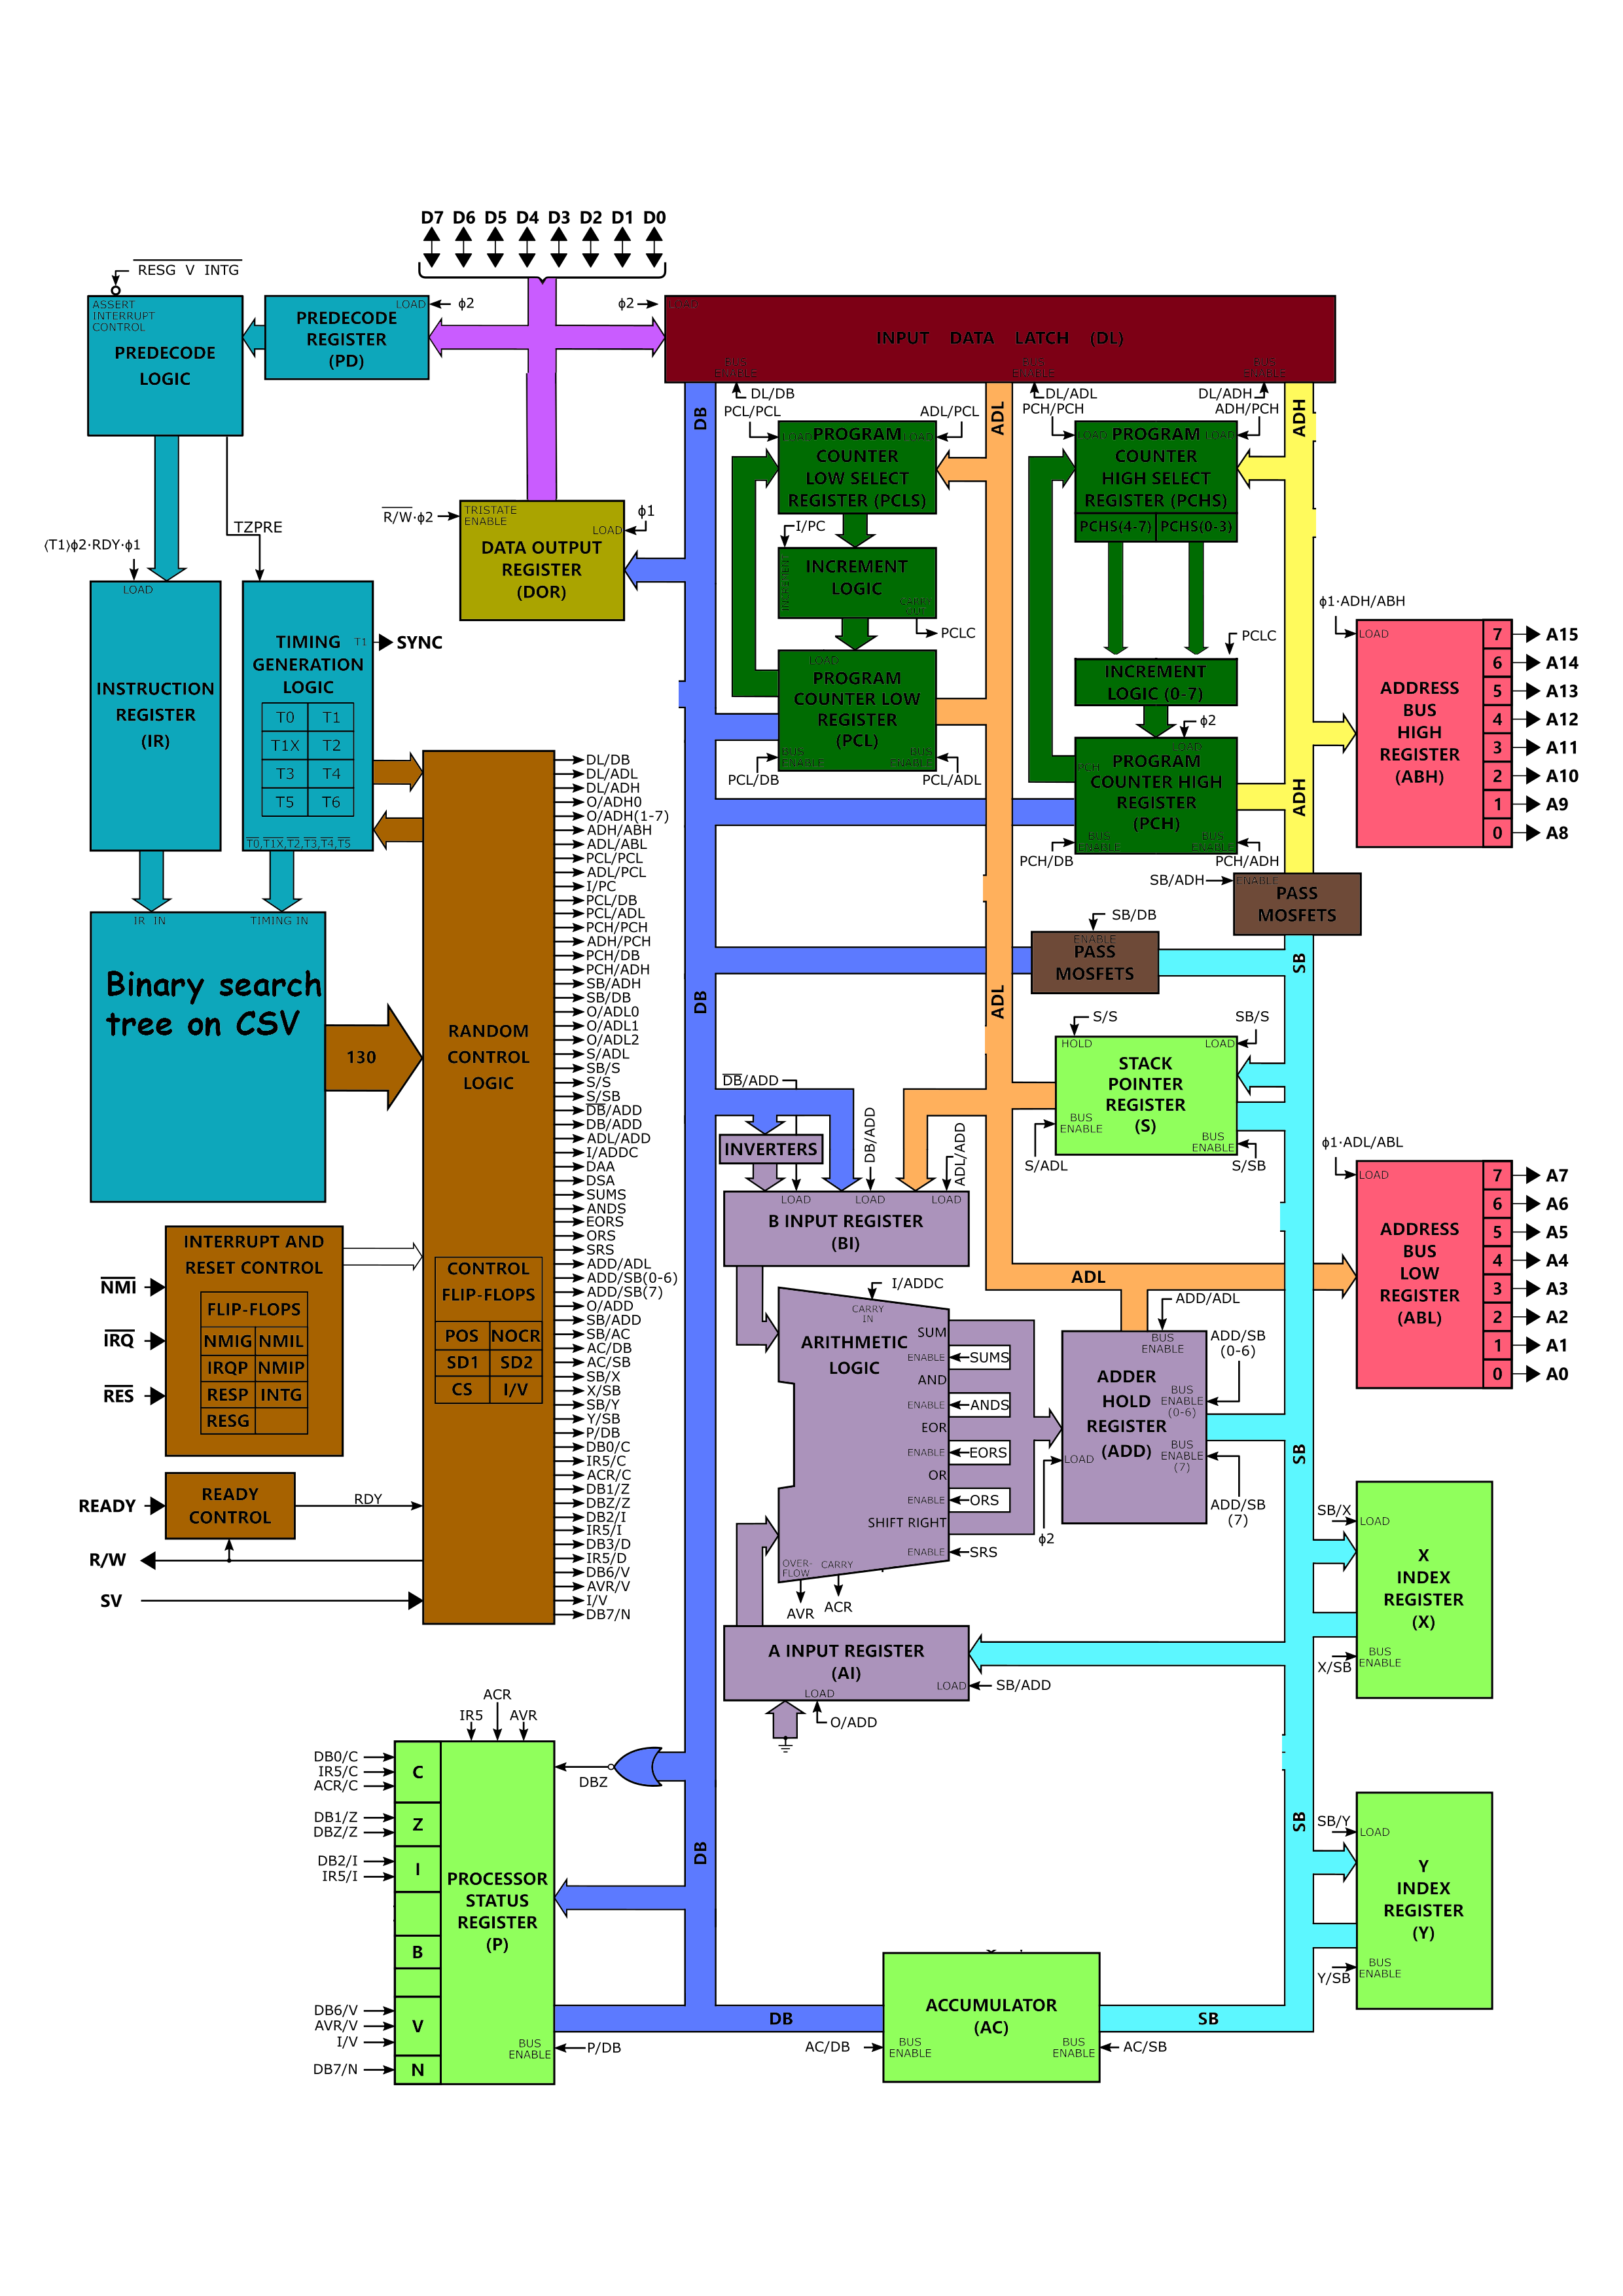 D7 D6 D5 D4 D3 D2 D1 D0
RESG V INTG
ASSERT
INTERRUPT
CONTROL
PREDECODE
LOGIC
LOAD
ϕ2
PREDECODE
REGISTER
(PD)
ϕ2
LOAD
INPUT DATA LATCH (DL)
BUS
ENABLE
BUS
ENABLE
BUS
ENABLE
DL/DB
DL/ADL
DL/ADH
DB
ADL
ADH
PCL/PCL
ADL/PCL
PCH/PCH
ADH/PCH
LOAD
LOAD
PROGRAM
COUNTER
LOW SELECT
REGISTER (PCLS)
LOAD
LOAD
PROGRAM
COUNTER
HIGH SELECT
REGISTER (PCHS)
PCHS(4-7) PCHS(0-3)
R/W·ϕ2
TRISTATE
ENABLE
ϕ1
LOAD
DATA OUTPUT
REGISTER
(DOR)
I/PC
INCREMENT
INCREMENT
LOGIC
CARRY
OUT
PCLC
PCLC
INCREMENT
LOGIC (0-7)
TZPRE
(T1)ϕ2·RDY·ϕ1
LOAD
INSTRUCTION
REGISTER
(IR)
TIMING
GENERATION
LOGIC
T1
SYNC
T0 T1
T1X T2
T3 T4
T5 T6
T0,T1X,T2,T3,T4,T5
LOAD
PROGRAM
COUNTER LOW
REGISTER
(PCL)
BUS
ENABLE
BUS
ENABLE
PCL/DB
PCL/ADL
ϕ2
LOAD
PCH
PROGRAM
COUNTER HIGH
REGISTER
(PCH)
BUS
ENABLE
BUS
ENABLE
PCH/DB
PCH/ADH
ADH
ϕ1·ADH/ABH
LOAD
ADDRESS
BUS
HIGH
REGISTER
(ABH)
7 A15
6 A14
5 A13
4 A12
3 A11
2 A10
1 A9
0 A8
SB/ADH
ENABLE
PASS
MOSFETS
SB/DB
ENABLE
PASS
MOSFETS
SB
DB
ADL
IR IN
TIMING IN
Binary search
tree on CSV
130
RANDOM
CONTROL
LOGIC
CONTROL
FLIP-FLOPS
POS NOCR
SD1 SD2
CS I/V
DL/DB
DL/ADL
DL/ADH
O/ADH0
O/ADH(1-7)
ADH/ABH
ADL/ABL
PCL/PCL
ADL/PCL
I/PC
PCL/DB
PCL/ADL
PCH/PCH
ADH/PCH
PCH/DB
PCH/ADH
SB/ADH
SB/DB
O/ADL0
O/ADL1
O/ADL2
S/ADL
SB/S
S/S
S/SB
DB/ADD
DB/ADD
ADL/ADD
I/ADDC
DAA
DSA
SUMS
ANDS
EORS
ORS
SRS
ADD/ADL
ADD/SB(0-6)
ADD/SB(7)
O/ADD
SB/ADD
SB/AC
AC/DB
AC/SB
SB/X
X/SB
SB/Y
Y/SB
P/DB
DB0/C
IR5/C
ACR/C
DB1/Z
DBZ/Z
DB2/I
IR5/I
DB3/D
IR5/D
DB6/V
AVR/V
I/V
DB7/N
S/S
SB/S
HOLD
LOAD
STACK
POINTER
REGISTER
(S)
BUS
ENABLE
BUS
ENABLE
S/ADL
S/SB
DB/ADD
DB/ADD
ADL/ADD
INVERTERS
LOAD LOAD LOAD
B INPUT REGISTER
(BI)
ϕ1·ADL/ABL
LOAD
ADDRESS
BUS
LOW
REGISTER
(ABL)
7 A7
6 A6
5 A5
4 A4
3 A3
2 A2
1 A1
0 A0
ADL
INTERRUPT AND
RESET CONTROL
FLIP-FLOPS
NMIG NMIL
IRQP NMIP
RESP INTG
RESG
NMI
IRQ
RES
I/ADDC
CARRY
IN
ARITHMETIC
LOGIC
SUM
ENABLE
SUMS
AND
ENABLE
ANDS
EOR
ENABLE
EORS
OR
ENABLE
ORS
SHIFT RIGHT
ENABLE
SRS
OVER-
FLOW
CARRY
AVR
ACR
ADD/ADL
BUS
ENABLE
ADDER
HOLD
REGISTER
(ADD)
BUS
ENABLE
(0-6)
BUS
ENABLE
(7)
LOAD
ϕ2
ADD/SB
(0-6)
ADD/SB
(7)
SB
READY
READY
CONTROL
RDY
R/W
SV
SB/X
LOAD
X
INDEX
REGISTER
(X)
BUS
ENABLE
X/SB
A INPUT REGISTER
(AI)
LOAD
LOAD
SB/ADD
O/ADD
IR5
ACR
AVR
DBZ
DB0/C
IR5/C
ACR/C
C
DB1/Z
DBZ/Z
Z
DB2/I
IR5/I
I
B
DB6/V
AVR/V
I/V
V
DB7/N
N
PROCESSOR
STATUS
REGISTER
(P)
BUS
ENABLE
P/DB
DB
SB
SB/Y
LOAD
Y
INDEX
REGISTER
(Y)
BUS
ENABLE
Y/SB
DB
ACCUMULATOR
(AC)
BUS
ENABLE
BUS
ENABLE
AC/DB
AC/SB
SB